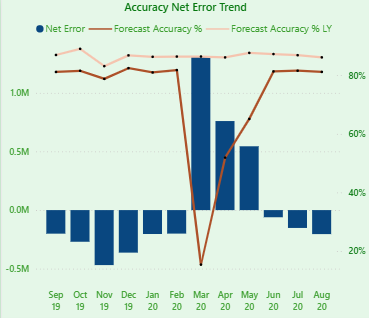 Accuracy Net Error Trend
Net Error Forecast Accuracy % Forecast Accuracy % LY
1.0M
0.5M
0.0M
-0.5M
80%
60%
40%
20%
Sep Oct Nov Dec Jan Feb Mar Apr May Jun Jul Aug
19 19 19 19 20 20 20 20 20 20 20 20